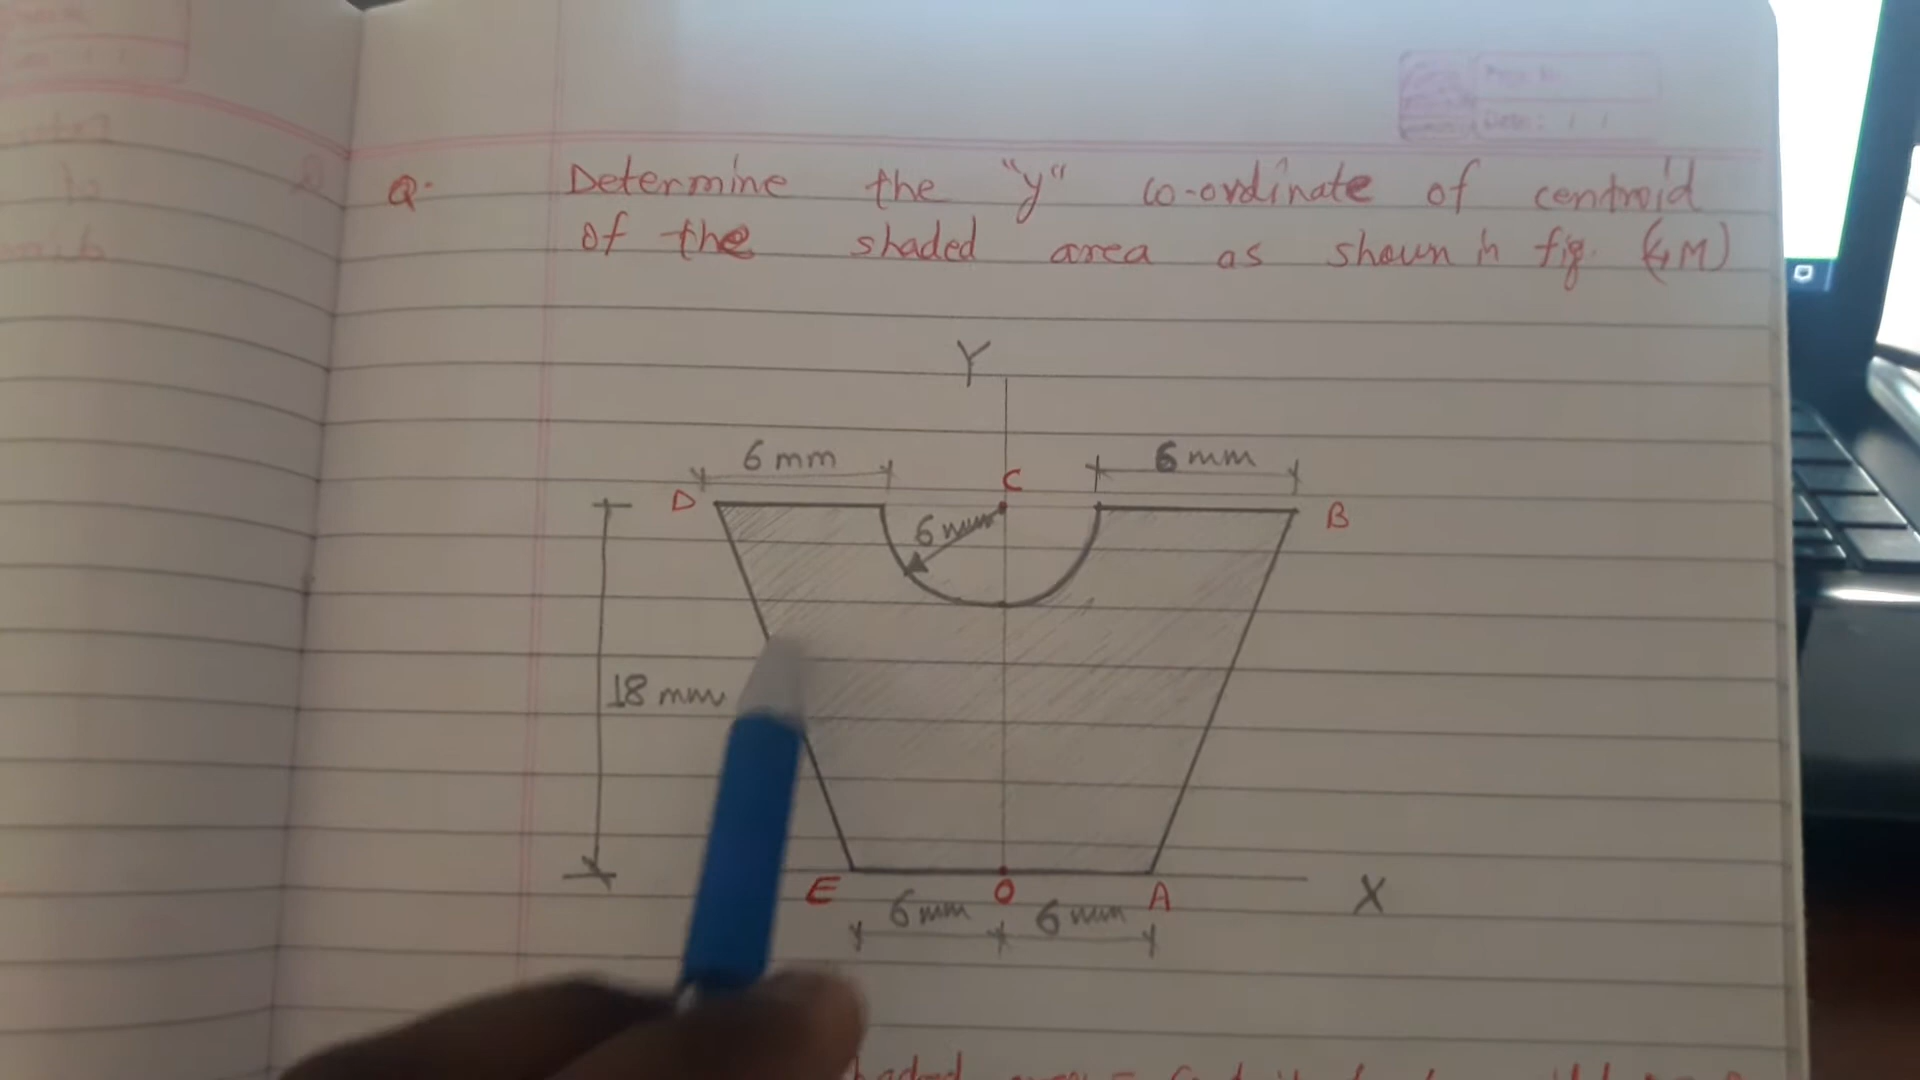 Q. Determine the "y" co-ordinate of centroid
of the shaded area as shown in fig. (4M)
Y
6 mm
6 mm
C
D
B
6 mm
18 mm
E
O
A
X
6 mm
6 mm